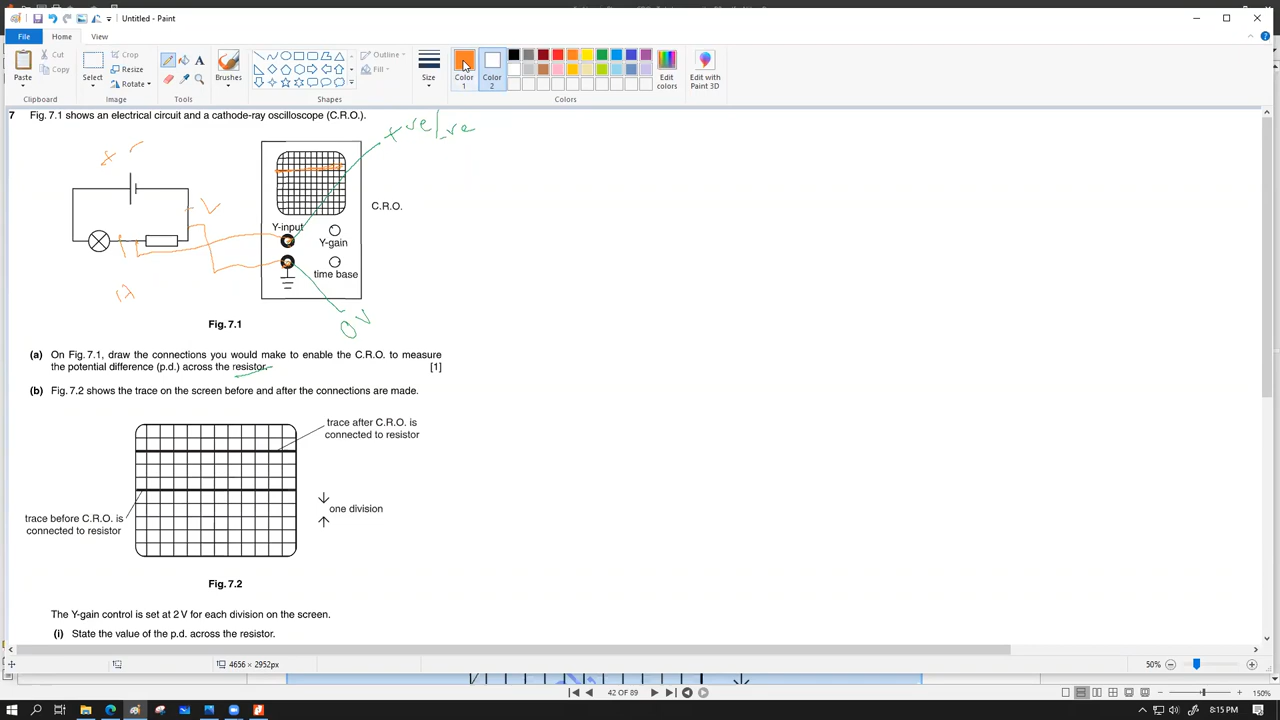 Untitled - Paint
File
Home
View
Paste
Cut
Copy
Clipboard
Select
Crop
Resize
Rotate
Image
Tools
Brushes
Shapes
Outline
Fill
Size
Color 1
Color 2
Edit colors
Colors
Edit with Paint 3D
7 Fig. 7.1 shows an electrical circuit and a cathode-ray oscilloscope (C.R.O.).
+ve/-ve
+ -
C.R.O.
- V
Y-input
Y-gain
time base
0 V
Fig. 7.1
(a) On Fig. 7.1, draw the connections you would make to enable the C.R.O. to measure
the potential difference (p.d.) across the resistor. [1]
(b) Fig. 7.2 shows the trace on the screen before and after the connections are made.
trace after C.R.O. is
connected to resistor
one division
trace before C.R.O. is
connected to resistor
Fig. 7.2
The Y-gain control is set at 2 V for each division on the screen.
(i) State the value of the p.d. across the resistor.
4656 × 2952px
50%
42 OF 89
150%
8:15 PM